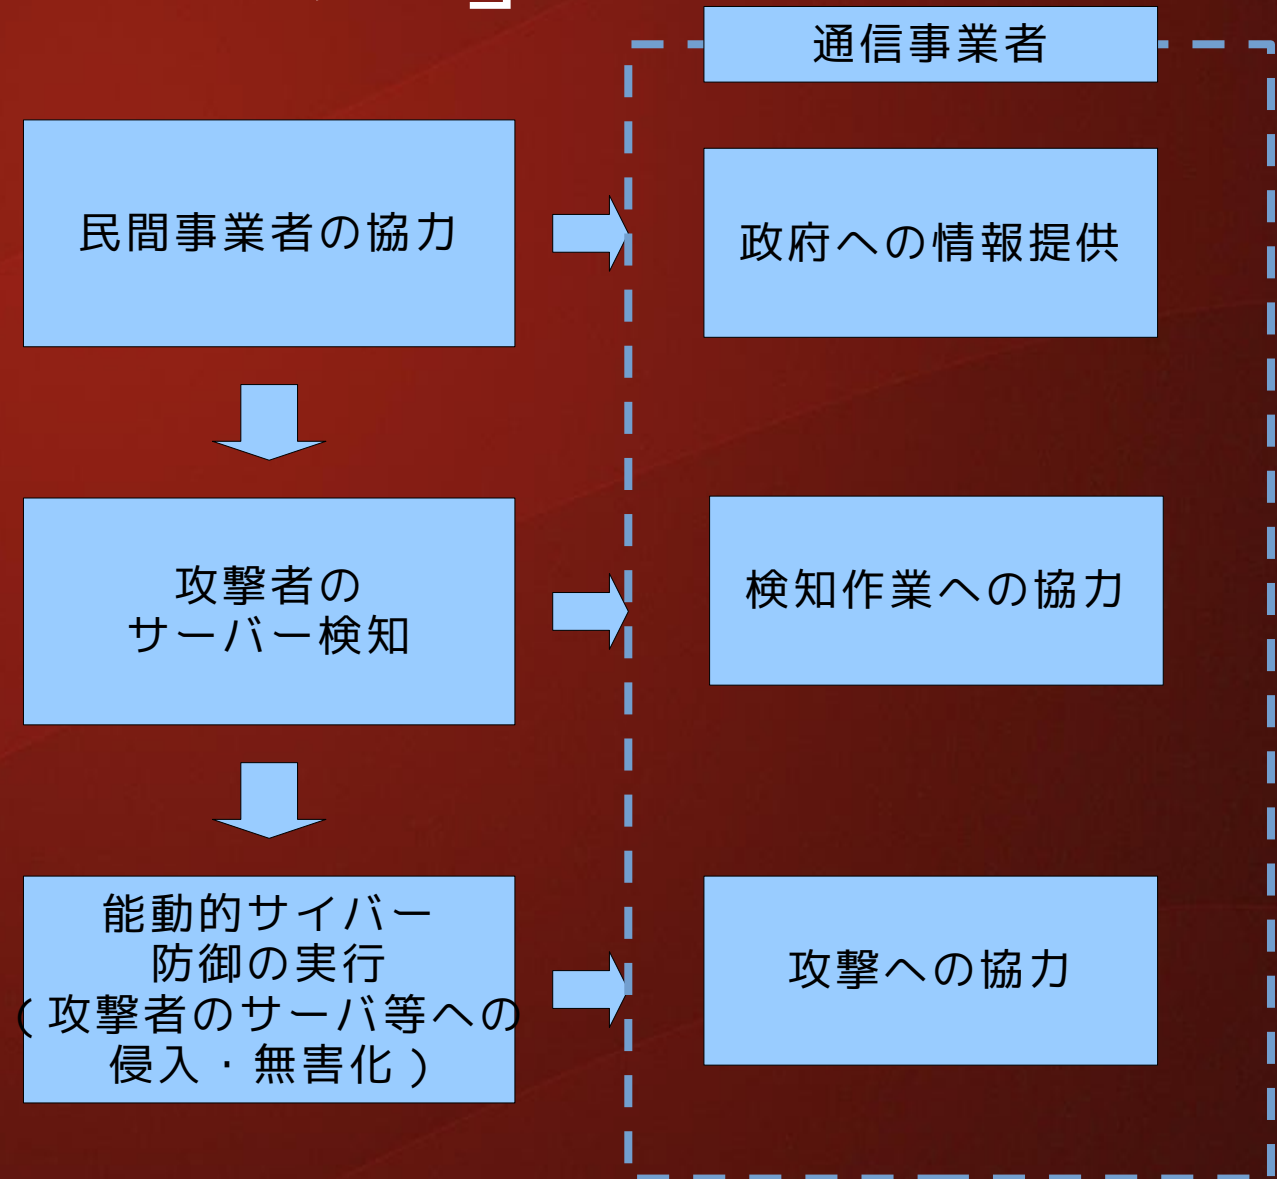 」
通信事業者
民間事業者の協力
政府への情報提供
攻撃者の
サーバー検知
検知作業への協力
能動的サイバー
防御の実行
(攻撃者のサーバ等への
侵入・無害化)
攻撃への協力